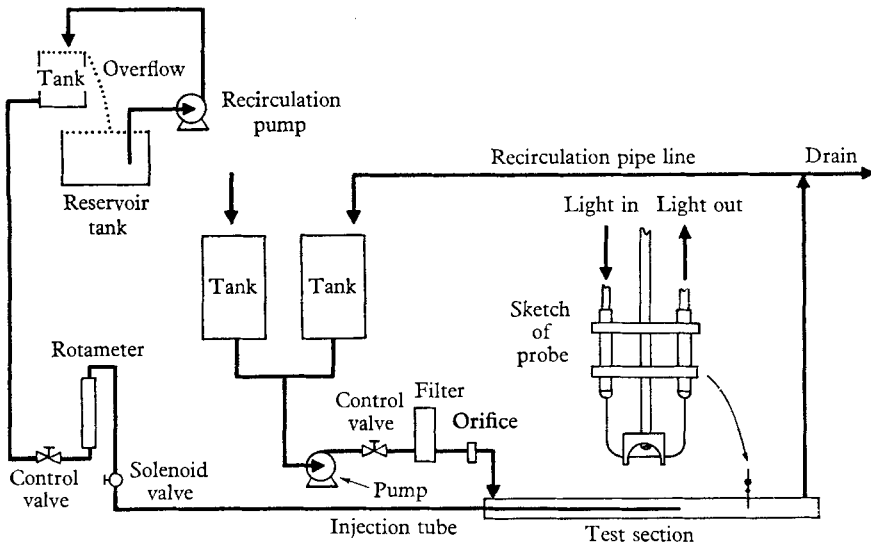 Tank
Overflow
Recirculation
pump
Reservoir
tank
Recirculation pipe line
Drain
Light in
Light out
Tank
Tank
Sketch
of
probe
Rotameter
Control
valve
Filter
Orifice
Control
valve
Solenoid
valve
Pump
Injection tube
Test section